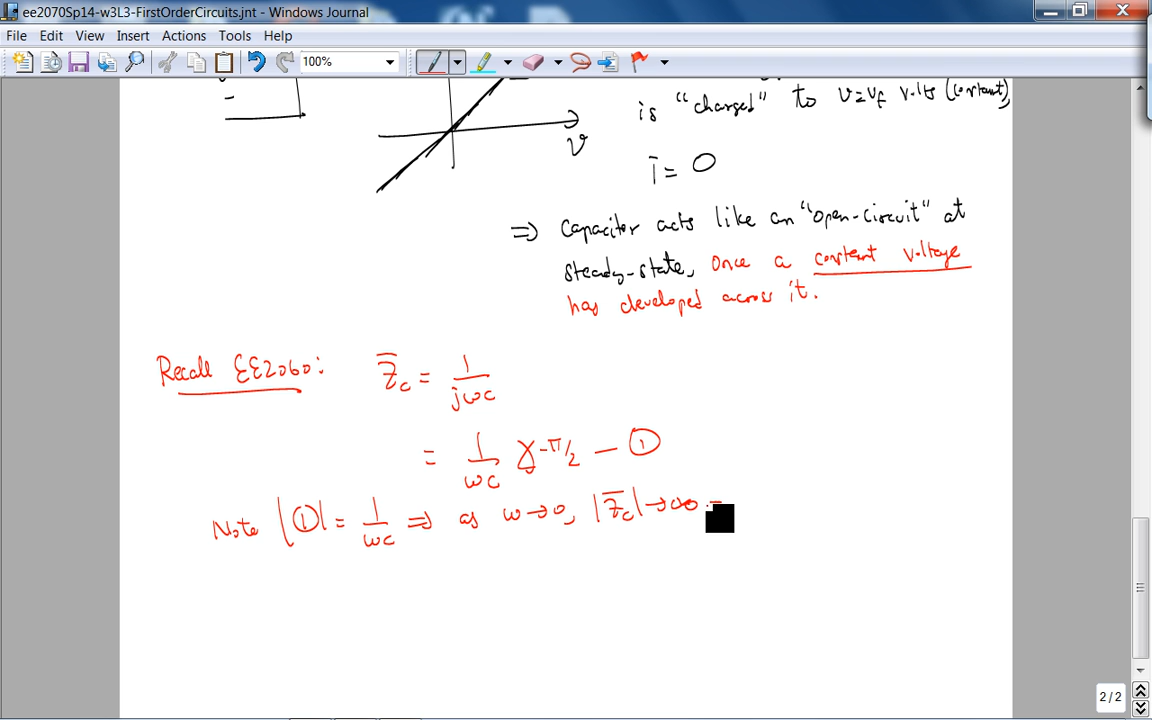 ee2070Sp14-w3L3-FirstOrderCircuits.jnt - Windows Journal
File Edit View Insert Actions Tools Help
100%
is "charged" to v=vf volts (constant)
v
i = 0
⇒ Capacitor acts like an "open-circuit" at
steady-state, once a constant voltage
has developed across it.
Recall EE2060: Z̄c = 1/jωC
= 1/ωC ∠-π/2 — ①
Note |①| = 1/ωC ⇒ as ω→0, |Z̄c|→∞
2/2